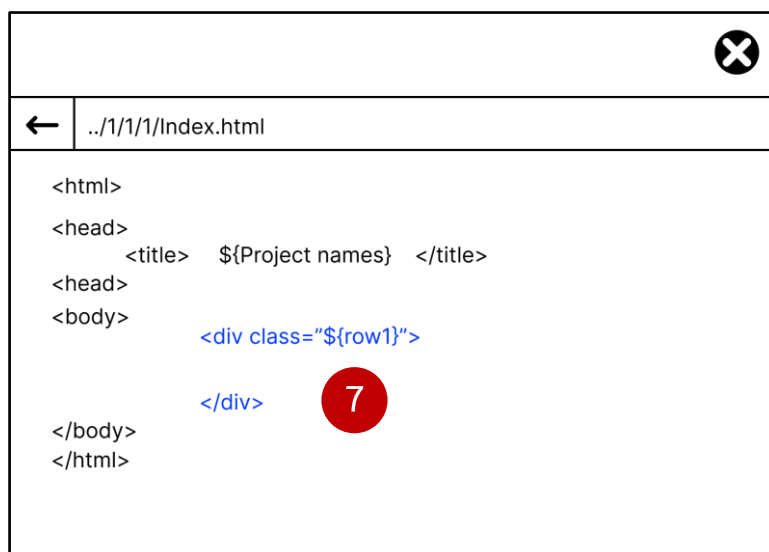 ../1/1/1/Index.html
<html>
<head>
<title> ${Project names} </title>
<head>
<body>
<div class=”${row1}”>
</div>
7
</body>
</html>